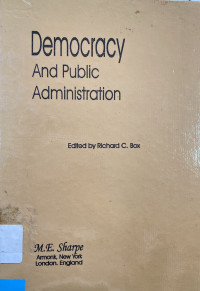 Democracy
And Public
Administration
Edited by Richard C. Box
M.E. Sharpe
Armonk, New York
London, England